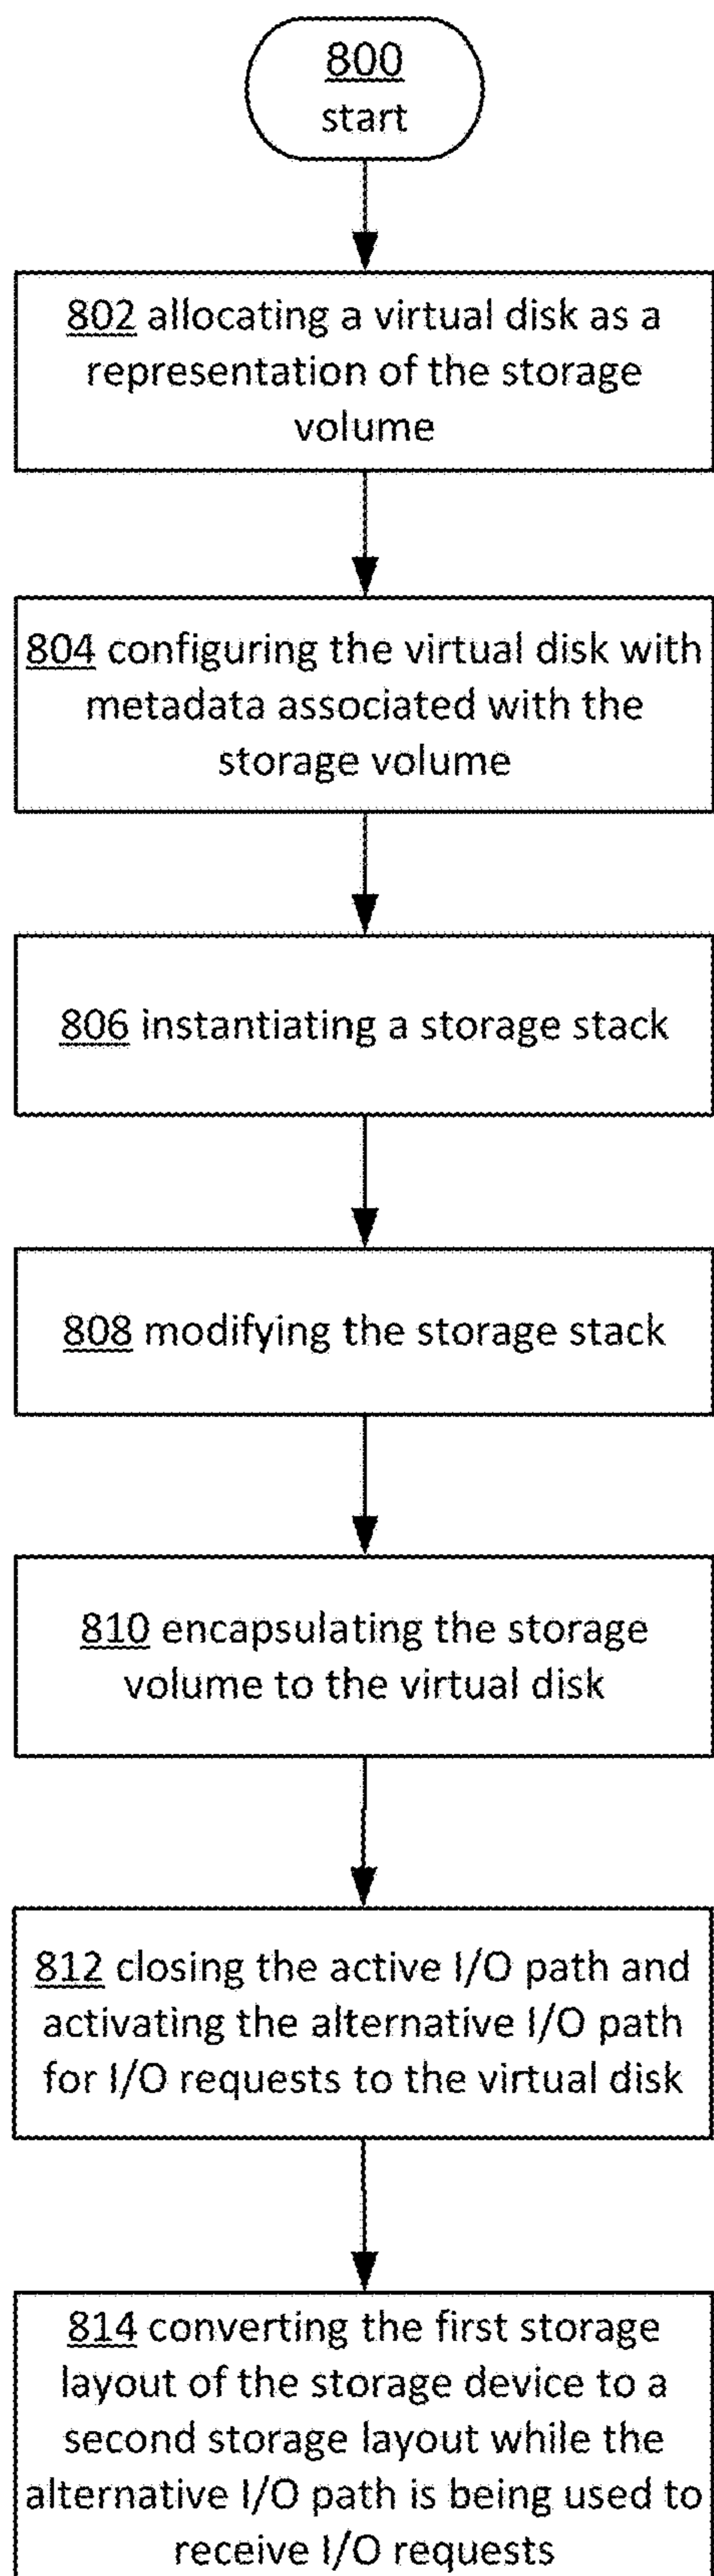 800
start
802 allocating a virtual disk as a
representation of the storage
volume
804 configuring the virtual disk with
metadata associated with the
storage volume
806 instantiating a storage stack
808 modifying the storage stack
810 encapsulating the storage
volume to the virtual disk
812 closing the active I/O path and
activating the alternative I/O path
for I/O requests to the virtual disk
814 converting the first storage
layout of the storage device to a
second storage layout while the
alternative I/O path is being used to
receive I/O requests